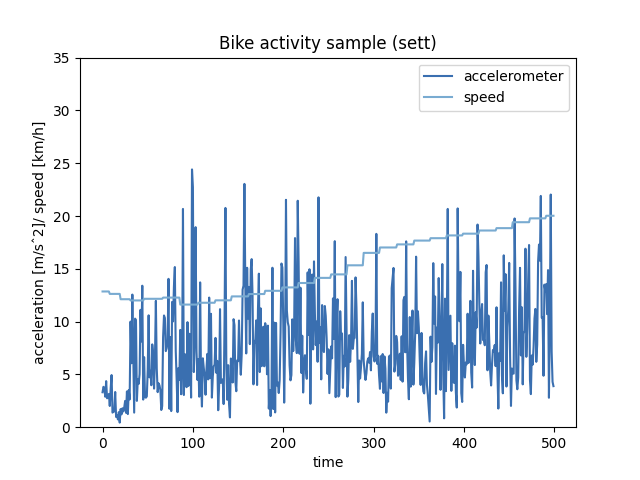 Bike activity sample (sett)
accelerometer
speed
35
30
25
20
15
10
5
0
acceleration [m/s^2]/ speed [km/h]
0 100 200 300 400 500
time